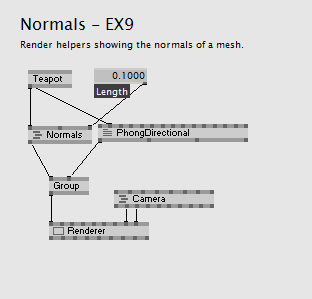 Normals - EX9
Render helpers showing the normals of a mesh.
Teapot
0.1000
Length
Normals
PhongDirectional
Group
Camera
Renderer